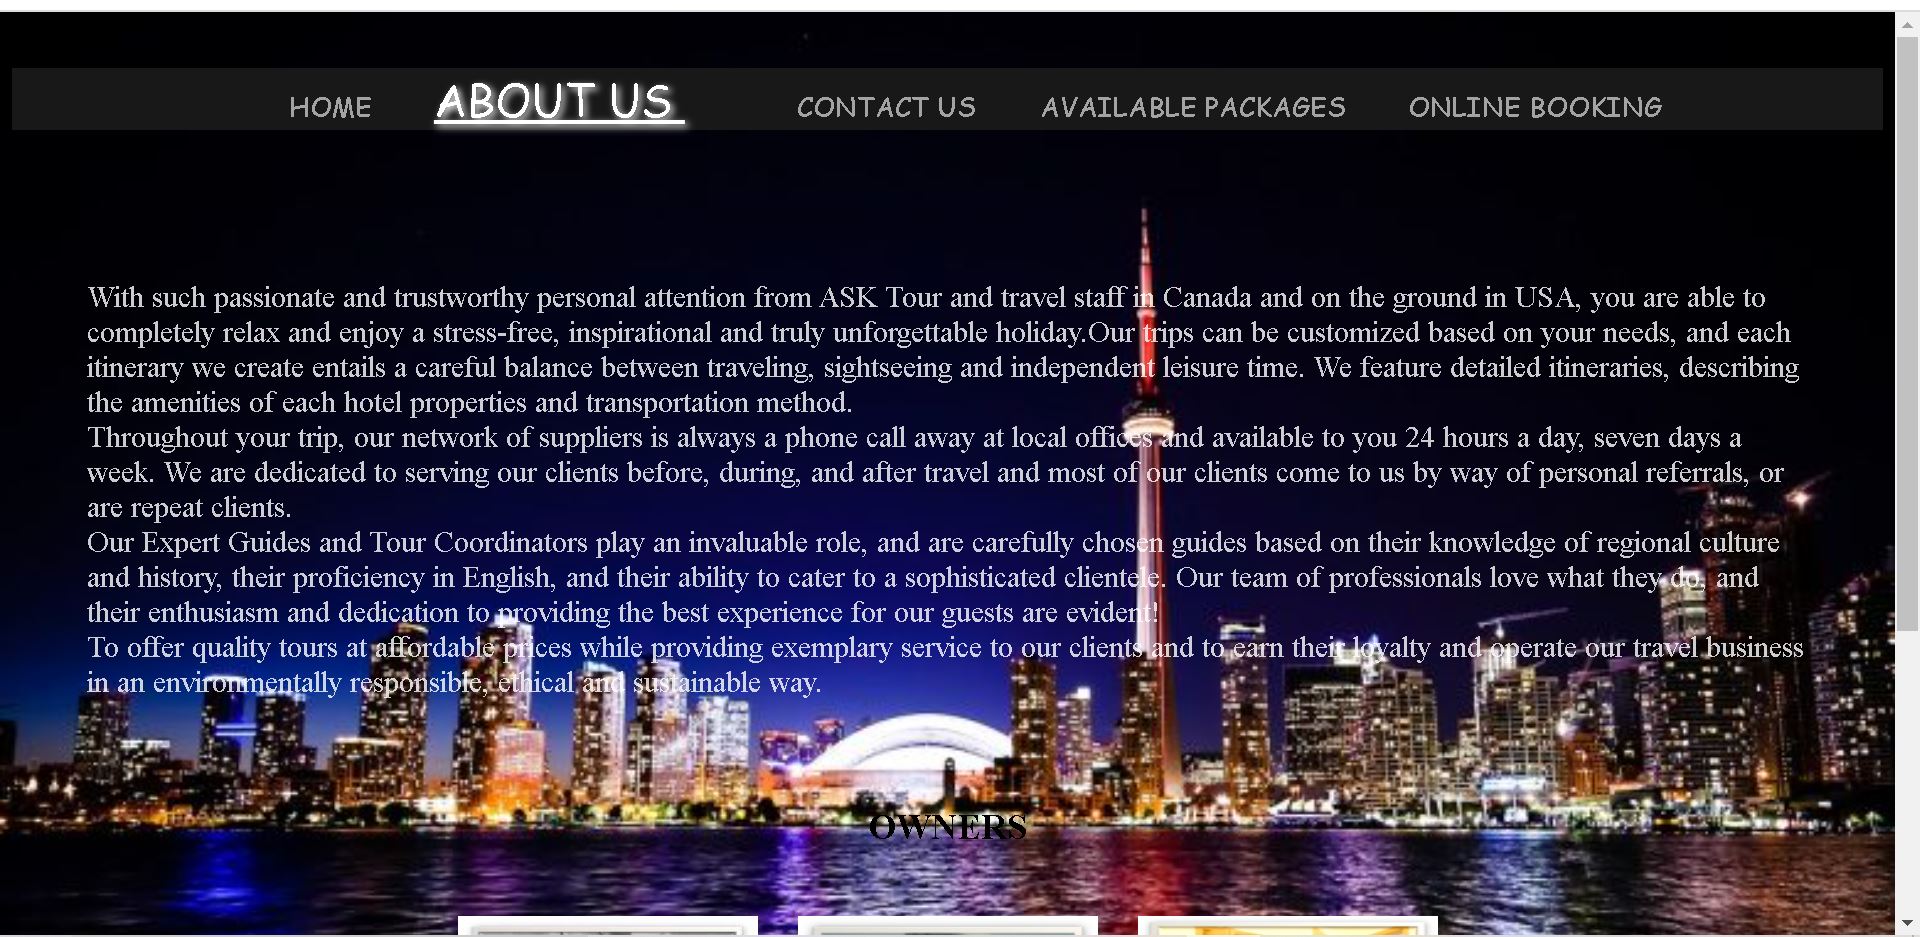 HOME ABOUT US CONTACT US AVAILABLE PACKAGES ONLINE BOOKING
With such passionate and trustworthy personal attention from ASK Tour and travel staff in Canada and on the ground in USA, you are able to
completely relax and enjoy a stress-free, inspirational and truly unforgettable holiday.Our trips can be customized based on your needs, and each
itinerary we create entails a careful balance between traveling, sightseeing and independent leisure time. We feature detailed itineraries, describing
the amenities of each hotel properties and transportation method.
Throughout your trip, our network of suppliers is always a phone call away at local offices and available to you 24 hours a day, seven days a
week. We are dedicated to serving our clients before, during, and after travel and most of our clients come to us by way of personal referrals, or
are repeat clients.
Our Expert Guides and Tour Coordinators play an invaluable role, and are carefully chosen guides based on their knowledge of regional culture
and history, their proficiency in English, and their ability to cater to a sophisticated clientele. Our team of professionals love what they do, and
their enthusiasm and dedication to providing the best experience for our guests are evident!
To offer quality tours at affordable prices while providing exemplary service to our clients and to earn their loyalty and operate our travel business
in an environmentally responsible, ethical and sustainable way.
OWNERS